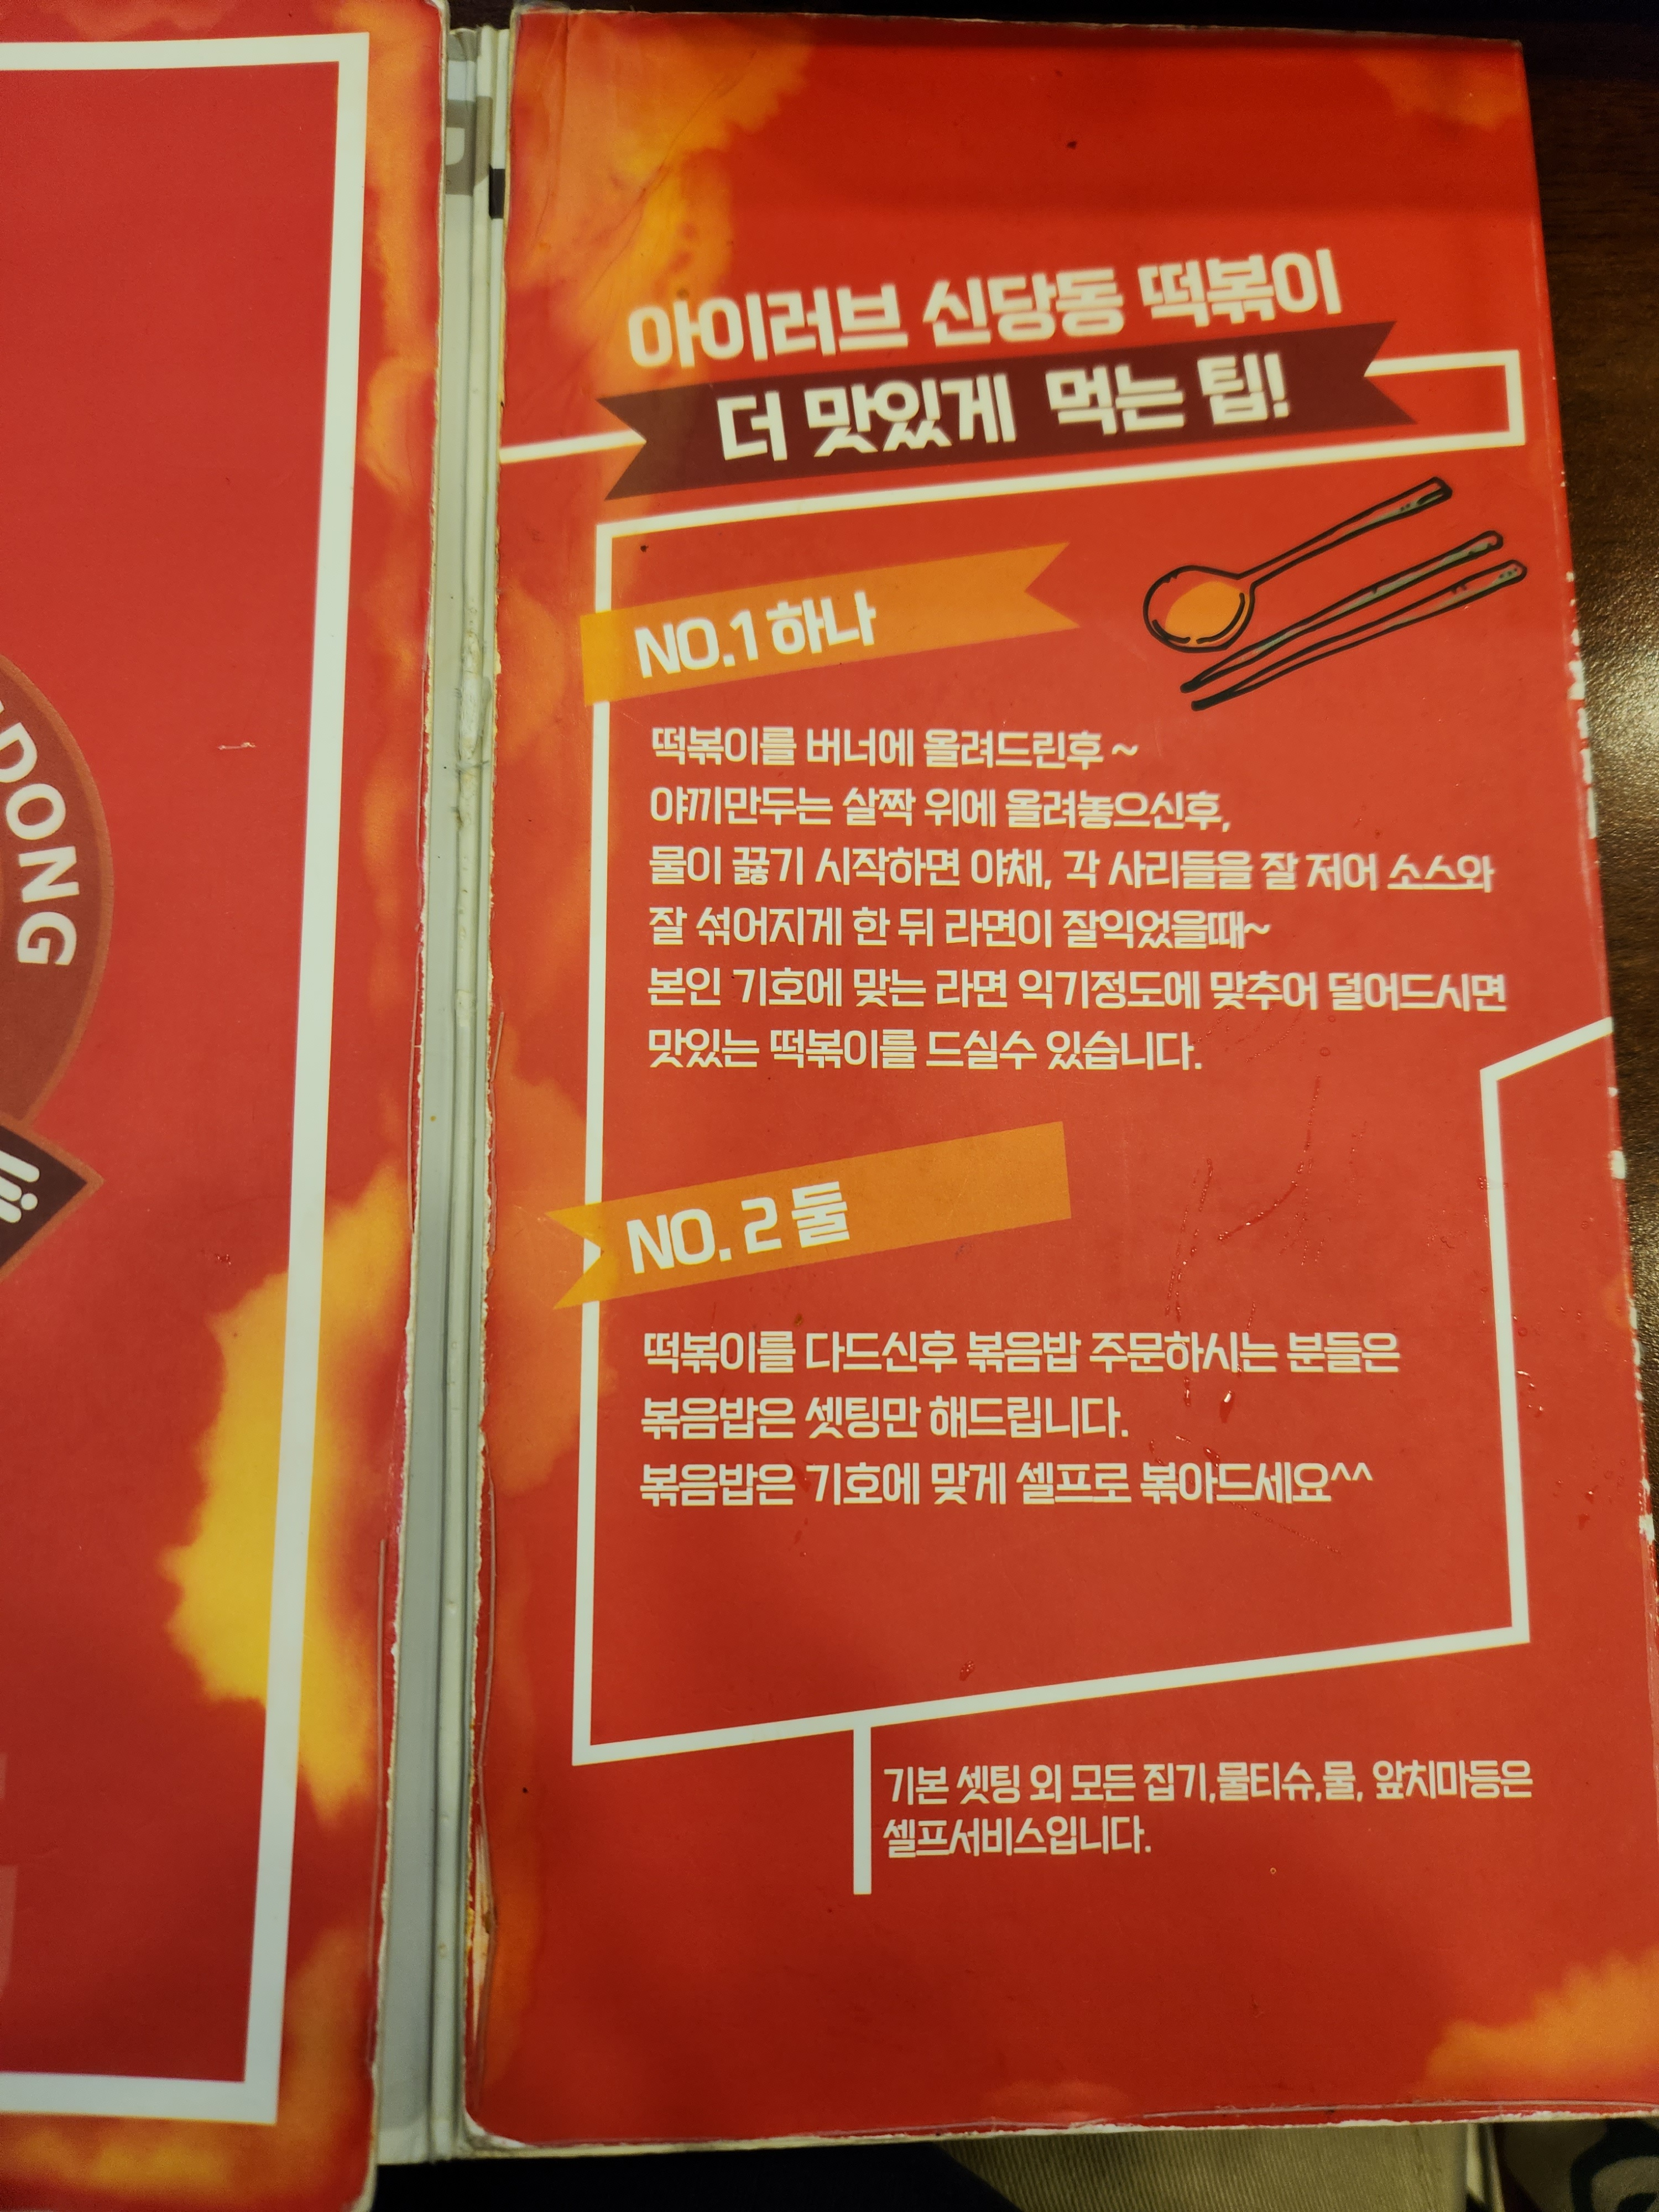 DONG
아이러브 신당동 떡볶이
더 맛있게 먹는 팁!
NO.1 하나
떡볶이를 버너에 올려드린후 ~
야끼만두는 살짝 위에 올려놓으신후,
물이 끓기 시작하면 야채, 각 사리들을 잘 저어 소스와
잘 섞어지게 한 뒤 라면이 잘익었을때~
본인 기호에 맞는 라면 익기정도에 맞추어 덜어드시면
맛있는 떡볶이를 드실수 있습니다.
NO. 2 둘
떡볶이를 다드신후 볶음밥 주문하시는 분들은
볶음밥은 셋팅만 해드립니다.
볶음밥은 기호에 맞게 셀프로 볶아드세요^^
기본 셋팅 외 모든 집기,물티슈,물, 앞치마등은
셀프서비스입니다.